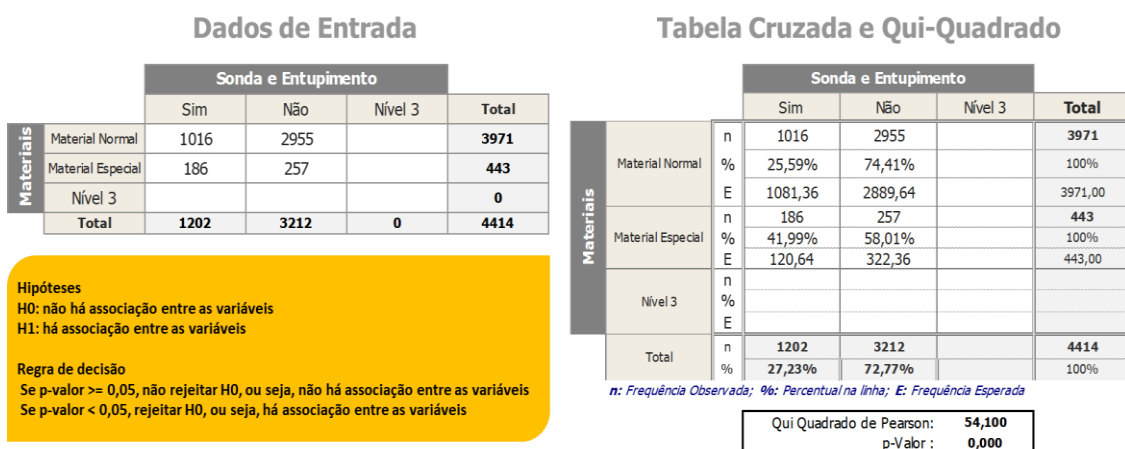 Dados de Entrada
Sonda e Entupimento
Sim Não Nível 3 Total
Materiais
Material Normal 1016 2955 3971
Material Especial 186 257 443
Nível 3 0
Total 1202 3212 0 4414
Hipóteses
H0: não há associação entre as variáveis
H1: há associação entre as variáveis
Regra de decisão
Se p-valor >= 0,05, não rejeitar H0, ou seja, não há associação entre as variáveis
Se p-valor < 0,05, rejeitar H0, ou seja, há associação entre as variáveis
Tabela Cruzada e Qui-Quadrado
Sonda e Entupimento
Sim Não Nível 3 Total
Materiais
Material Normal
n 1016 2955 3971
% 25,59% 74,41% 100%
E 1081,36 2889,64 3971,00
Material Especial
n 186 257 443
% 41,99% 58,01% 100%
E 120,64 322,36 443,00
Nível 3
n
%
E
Total
n 1202 3212 4414
% 27,23% 72,77% 100%
n: Frequência Observada; %: Percentual na linha; E: Frequência Esperada
Qui Quadrado de Pearson: 54,100
p-Valor : 0,000